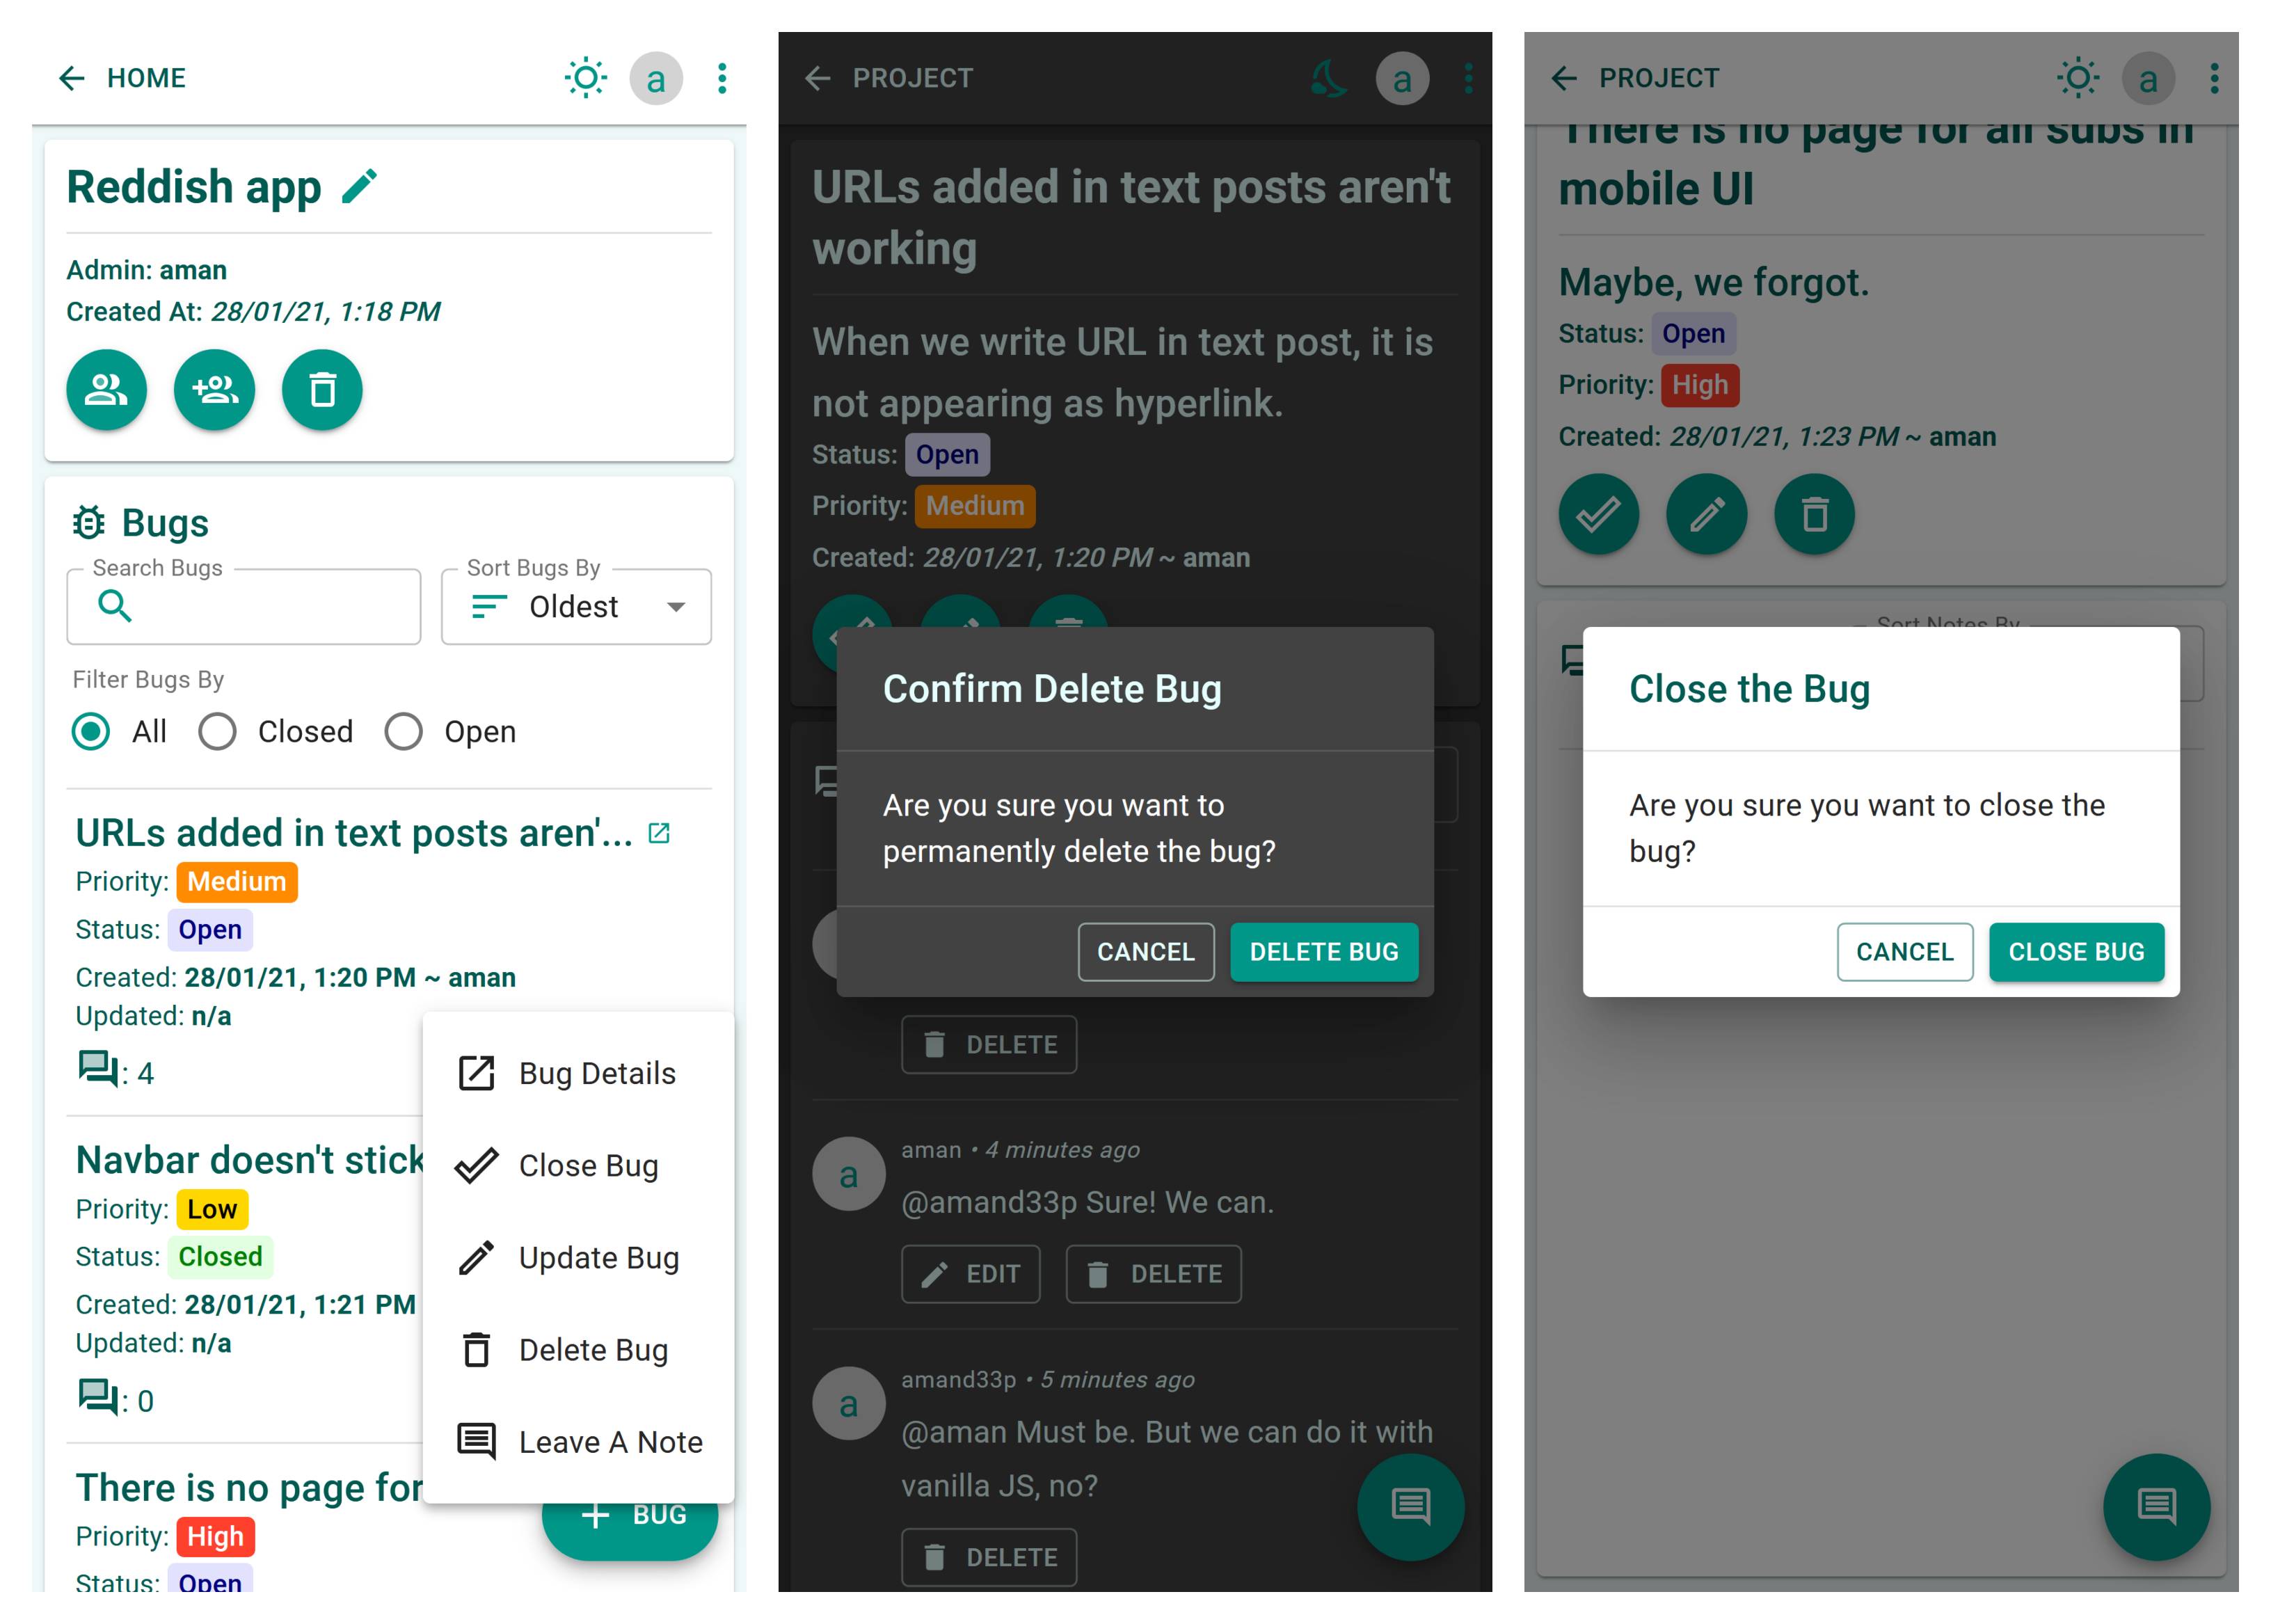 HOME
a
Reddish app
Admin: aman
Created At: 28/01/21, 1:18 PM
Bugs
Search Bugs
Sort Bugs By
Oldest
Filter Bugs By
All
Closed
Open
URLs added in text posts aren'...
Priority: Medium
Status: Open
Created: 28/01/21, 1:20 PM ~ aman
Updated: n/a
: 4
Navbar doesn't stick
Priority: Low
Status: Closed
Created: 28/01/21, 1:21 PM
Updated: n/a
: 0
There is no page for
Priority: High
Status: Open
Bug Details
Close Bug
Update Bug
Delete Bug
Leave A Note
+ BUG
PROJECT
a
URLs added in text posts aren't
working
When we write URL in text post, it is
not appearing as hyperlink.
Status: Open
Priority: Medium
Created: 28/01/21, 1:20 PM ~ aman
Confirm Delete Bug
Are you sure you want to
permanently delete the bug?
CANCEL
DELETE BUG
DELETE
a
aman • 4 minutes ago
@amand33p Sure! We can.
EDIT
DELETE
a
amand33p • 5 minutes ago
@aman Must be. But we can do it with
vanilla JS, no?
DELETE
PROJECT
a
There is no page for all subs in
mobile UI
Maybe, we forgot.
Status: Open
Priority: High
Created: 28/01/21, 1:23 PM ~ aman
Sort Notes By
Close the Bug
Are you sure you want to close the
bug?
CANCEL
CLOSE BUG